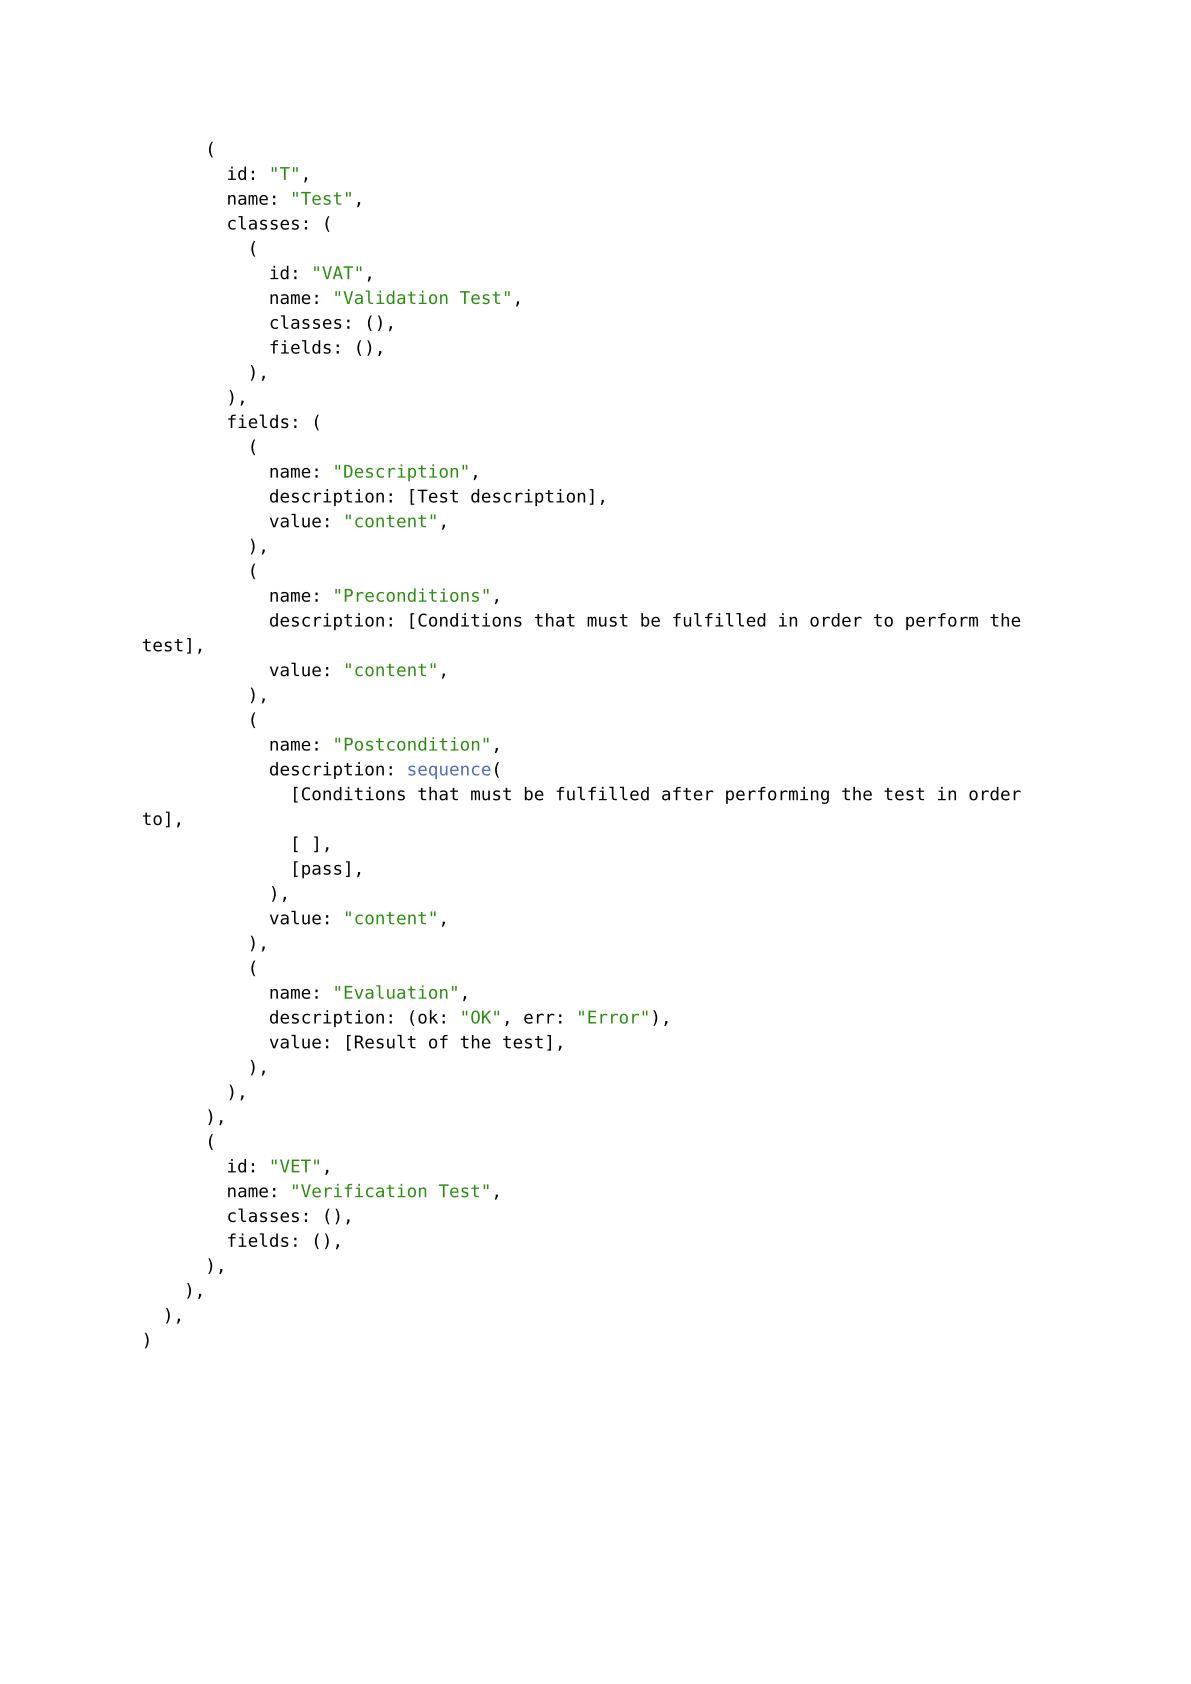 (
id: "T",
name: "Test",
classes: (
(
id: "VAT",
name: "Validation Test",
classes: (),
fields: (),
),
),
fields: (
(
name: "Description",
description: [Test description],
value: "content",
),
(
name: "Preconditions",
description: [Conditions that must be fulfilled in order to perform the
test],
value: "content",
),
(
name: "Postcondition",
description: sequence(
[Conditions that must be fulfilled after performing the test in order
to],
[ ],
[pass],
),
value: "content",
),
(
name: "Evaluation",
description: (ok: "OK", err: "Error"),
value: [Result of the test],
),
),
),
(
id: "VET",
name: "Verification Test",
classes: (),
fields: (),
),
),
),
)